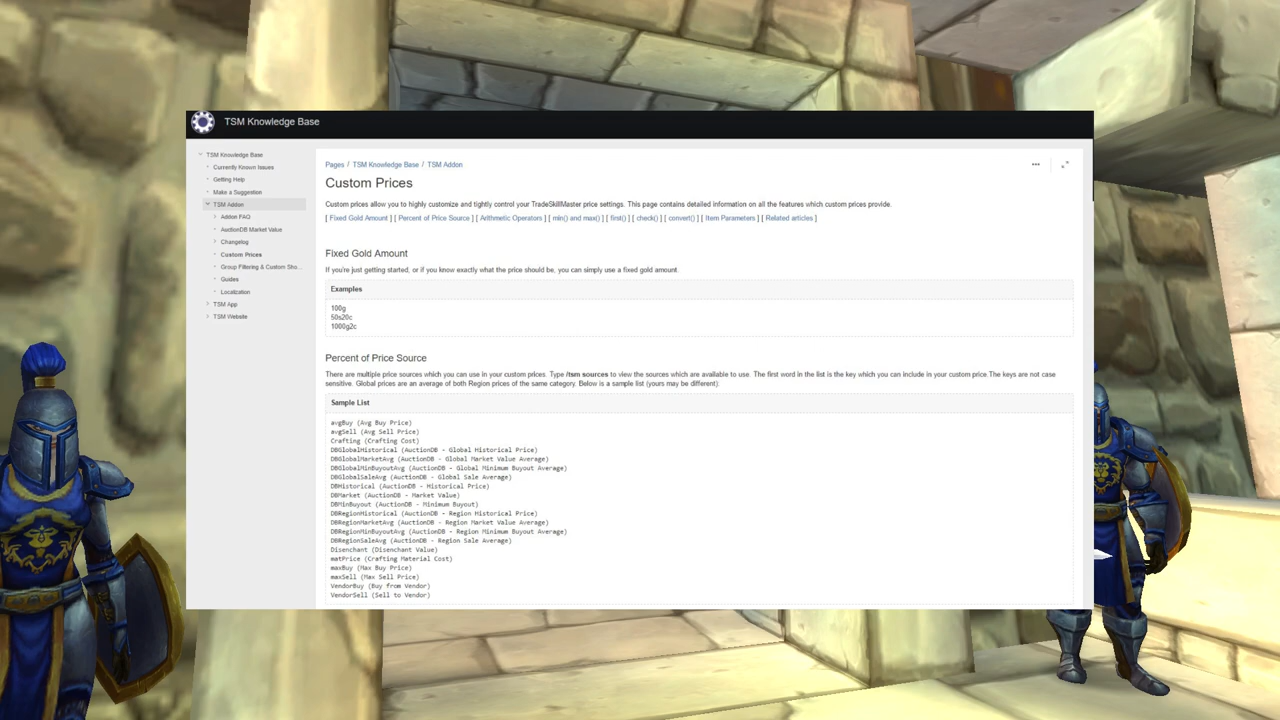 TSM Knowledge Base
TSM Knowledge Base
Currently Known Issues
Getting Help
Make a Suggestion
TSM Addon
Addon FAQ
AuctionDB Market Value
Changelog
Custom Prices
Group Filtering & Custom Sho...
Guides
Localization
TSM App
TSM Website
Pages / TSM Knowledge Base / TSM Addon
Custom Prices
Custom prices allow you to highly customize and tightly control your TradeSkillMaster price settings. This page contains detailed information on all the features which custom prices provide.
[ Fixed Gold Amount ] [ Percent of Price Source ] [ Arithmetic Operators ] [ min() and max() ] [ first() ] [ check() ] [ convert() ] [ Item Parameters ] [ Related articles ]
Fixed Gold Amount
If you're just getting started, or if you know exactly what the price should be, you can simply use a fixed gold amount.
Examples
100g
50s20c
1000g2c
Percent of Price Source
There are multiple price sources which you can use in your custom prices. Type /tsm sources to view the sources which are available to use. The first word in the list is the key which you can include in your custom price.The keys are not case
sensitive. Global prices are an average of both Region prices of the same category. Below is a sample list (yours may be different):
Sample List
avgBuy (Avg Buy Price)
avgSell (Avg Sell Price)
Crafting (Crafting Cost)
DBGlobalHistorical (AuctionDB - Global Historical Price)
DBGlobalMarketAvg (AuctionDB - Global Market Value Average)
DBGlobalMinBuyoutAvg (AuctionDB - Global Minimum Buyout Average)
DBGlobalSaleAvg (AuctionDB - Global Sale Average)
DBHistorical (AuctionDB - Historical Price)
DBMarket (AuctionDB - Market Value)
DBMinBuyout (AuctionDB - Minimum Buyout)
DBRegionHistorical (AuctionDB - Region Historical Price)
DBRegionMarketAvg (AuctionDB - Region Market Value Average)
DBRegionMinBuyoutAvg (AuctionDB - Region Minimum Buyout Average)
DBRegionSaleAvg (AuctionDB - Region Sale Average)
Disenchant (Disenchant Value)
matPrice (Crafting Material Cost)
maxBuy (Max Buy Price)
maxSell (Max Sell Price)
VendorBuy (Buy from Vendor)
VendorSell (Sell to Vendor)